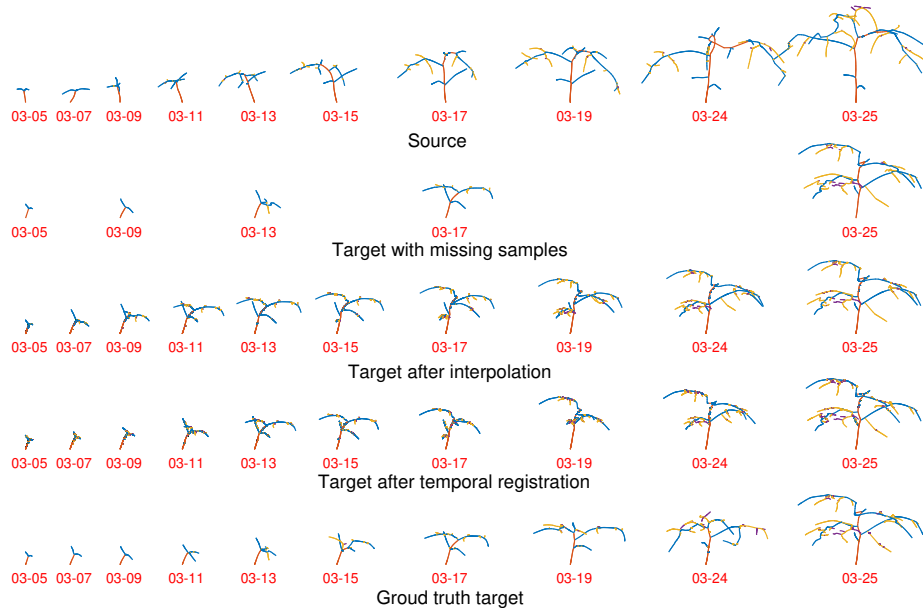 03-05 03-07 03-09 03-11 03-13 03-15 03-17 03-19 03-24 03-25
Source
03-05 03-09 03-13 03-17 03-25
Target with missing samples
03-05 03-07 03-09 03-11 03-13 03-15 03-17 03-19 03-24 03-25
Target after interpolation
03-05 03-07 03-09 03-11 03-13 03-15 03-17 03-19 03-24 03-25
Target after temporal registration
03-05 03-07 03-09 03-11 03-13 03-15 03-17 03-19 03-24 03-25
Groud truth target